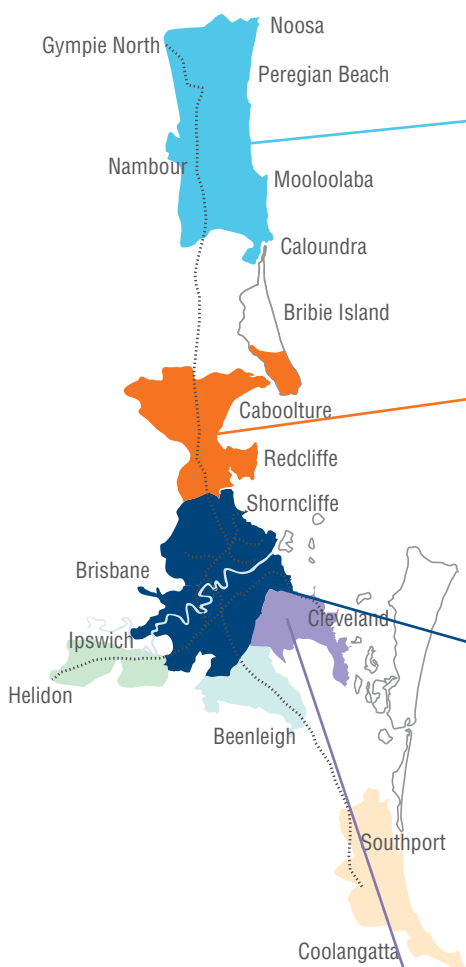 Noosa
Gympie North
Peregian Beach
Nambour
Mooloolaba
Caloundra
Bribie Island
Caboolture
Redcliffe
Shorncliffe
Brisbane
Cleveland
Ipswich
Helidon
Beenleigh
Southport
Coolangatta